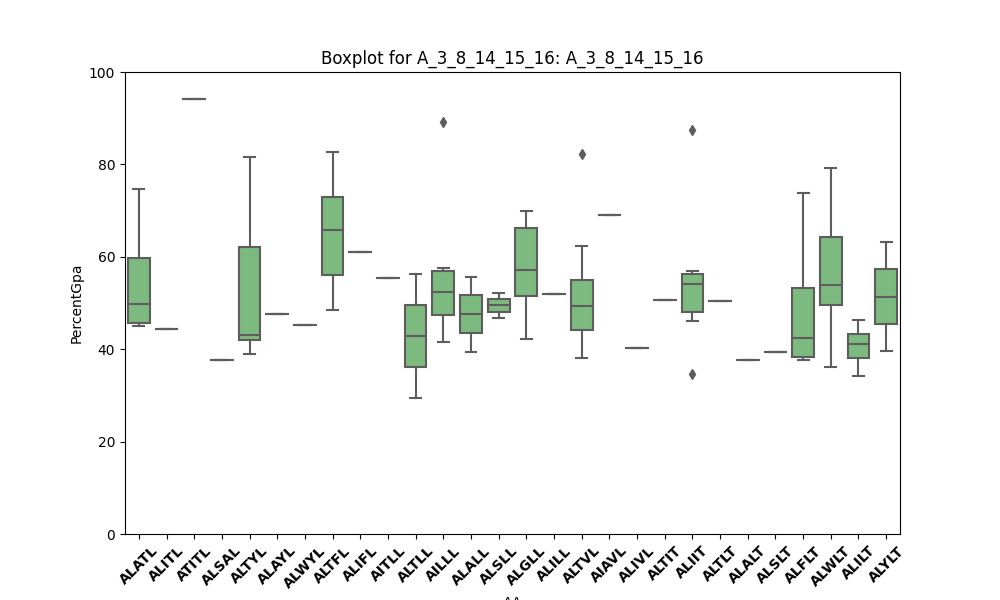 Boxplot for A_3_8_14_15_16: A_3_8_14_15_16
PercentGpa
100
80
60
40
20
0
ALATL
ALITL
ATITL
ALSAL
ALTYL
ALAYL
ALWYL
ALTFL
ALIFL
AITLL
ALTLL
AILLL
ALALL
ALSLL
ALGLL
ALILL
ALTVL
AIAVL
ALIVL
ALTIT
ALIIT
ALTLT
ALALT
ALSLT
ALFLT
ALWLT
ALILT
ALYLT